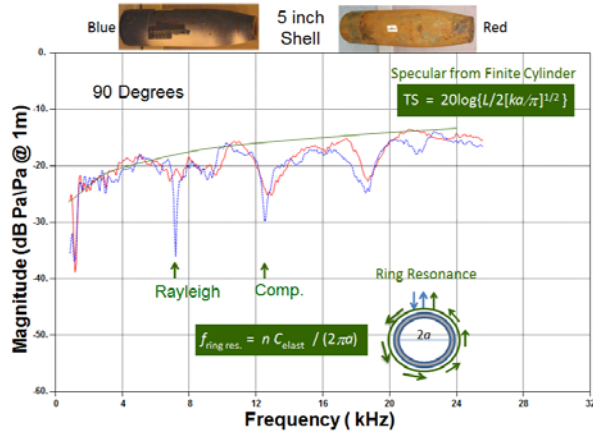 Blue
5 inch
Shell
Red
90 Degrees
Specular from Finite Cylinder
TS = 20log{L/2[ka/π]^1/2}
Rayleigh
Comp.
Ring Resonance
f ring res. = n C elast / (2πa)
2a
Magnitude (dB Pa\Pa @ 1m)
0.
-10.
-20.
-30.
-40.
-50.
-60.
0
4
8
12
16
20
24
28
32
Frequency ( kHz)